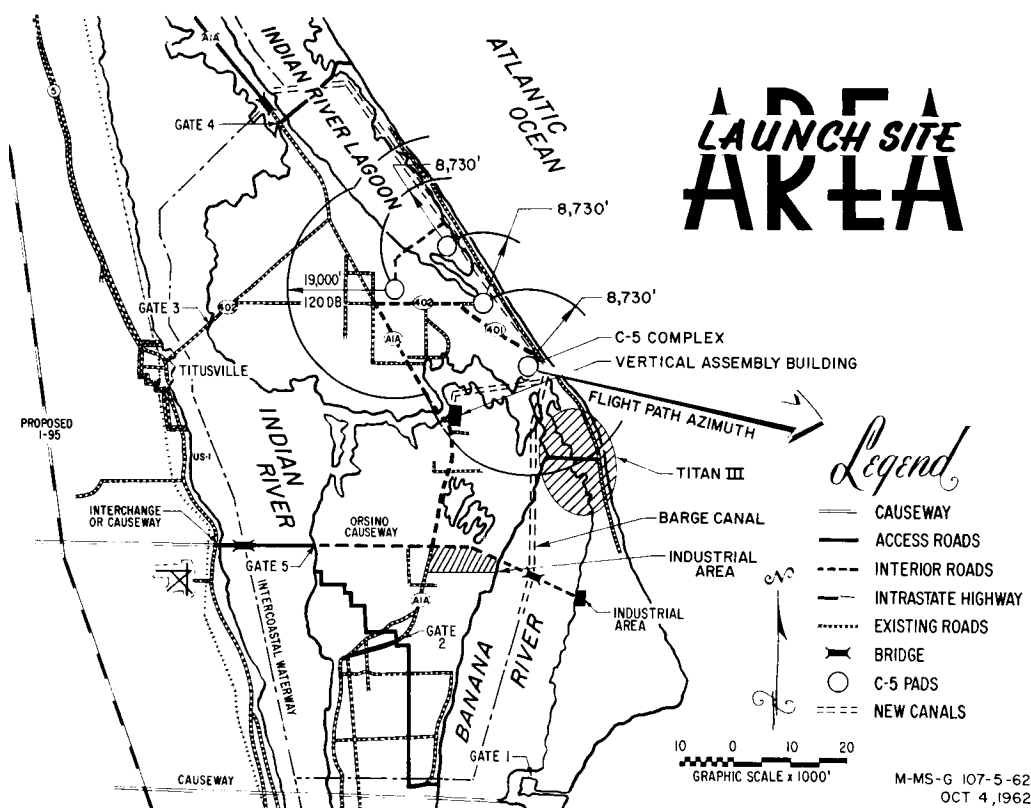 LAUNCH SITE
AREA
ATLANTIC
OCEAN
INDIAN RIVER LAGOON
A1A
5
GATE 4
8,730'
8,730'
8,730'
19,000'
120 DB
402
402
401
A1A
GATE 3
TITUSVILLE
C-5 COMPLEX
VERTICAL ASSEMBLY BUILDING
FLIGHT PATH AZIMUTH
PROPOSED
I-95
US-1
INDIAN
RIVER
TITAN III
INTERCHANGE
OR CAUSEWAY
ORSINO
CAUSEWAY
BARGE CANAL
GATE 5
INDUSTRIAL
AREA
INTERCOASTAL WATERWAY
A1A
INDUSTRIAL
AREA
GATE
2
BANANA
RIVER
GATE 1
CAUSEWAY
Legend
CAUSEWAY
ACCESS ROADS
INTERIOR ROADS
INTRASTATE HIGHWAY
EXISTING ROADS
BRIDGE
C-5 PADS
NEW CANALS
N
10 0 10 20
GRAPHIC SCALE x 1000'
M-MS-G 107-5-62
OCT 4, 1962